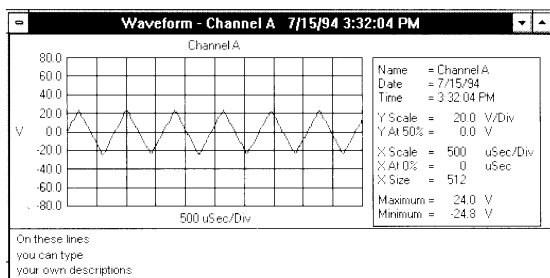 Waveform - Channel A 7/15/94 3:32:04 PM
Channel A
80.0
60.0
40.0
20.0
V 0.0
-20.0
-40.0
-60.0
-80.0
500 uSec/Div
Name = Channel A
Date = 7/15/94
Time = 3:32:04 PM
Y Scale = 20.0 V/Div
Y At 50% = 0.0 V
X Scale = 500 uSec/Div
X At 0% = 0 uSec
X Size = 512
Maximum = 24.0 V
Minimum = -24.8 V
On these lines
you can type
your own descriptions